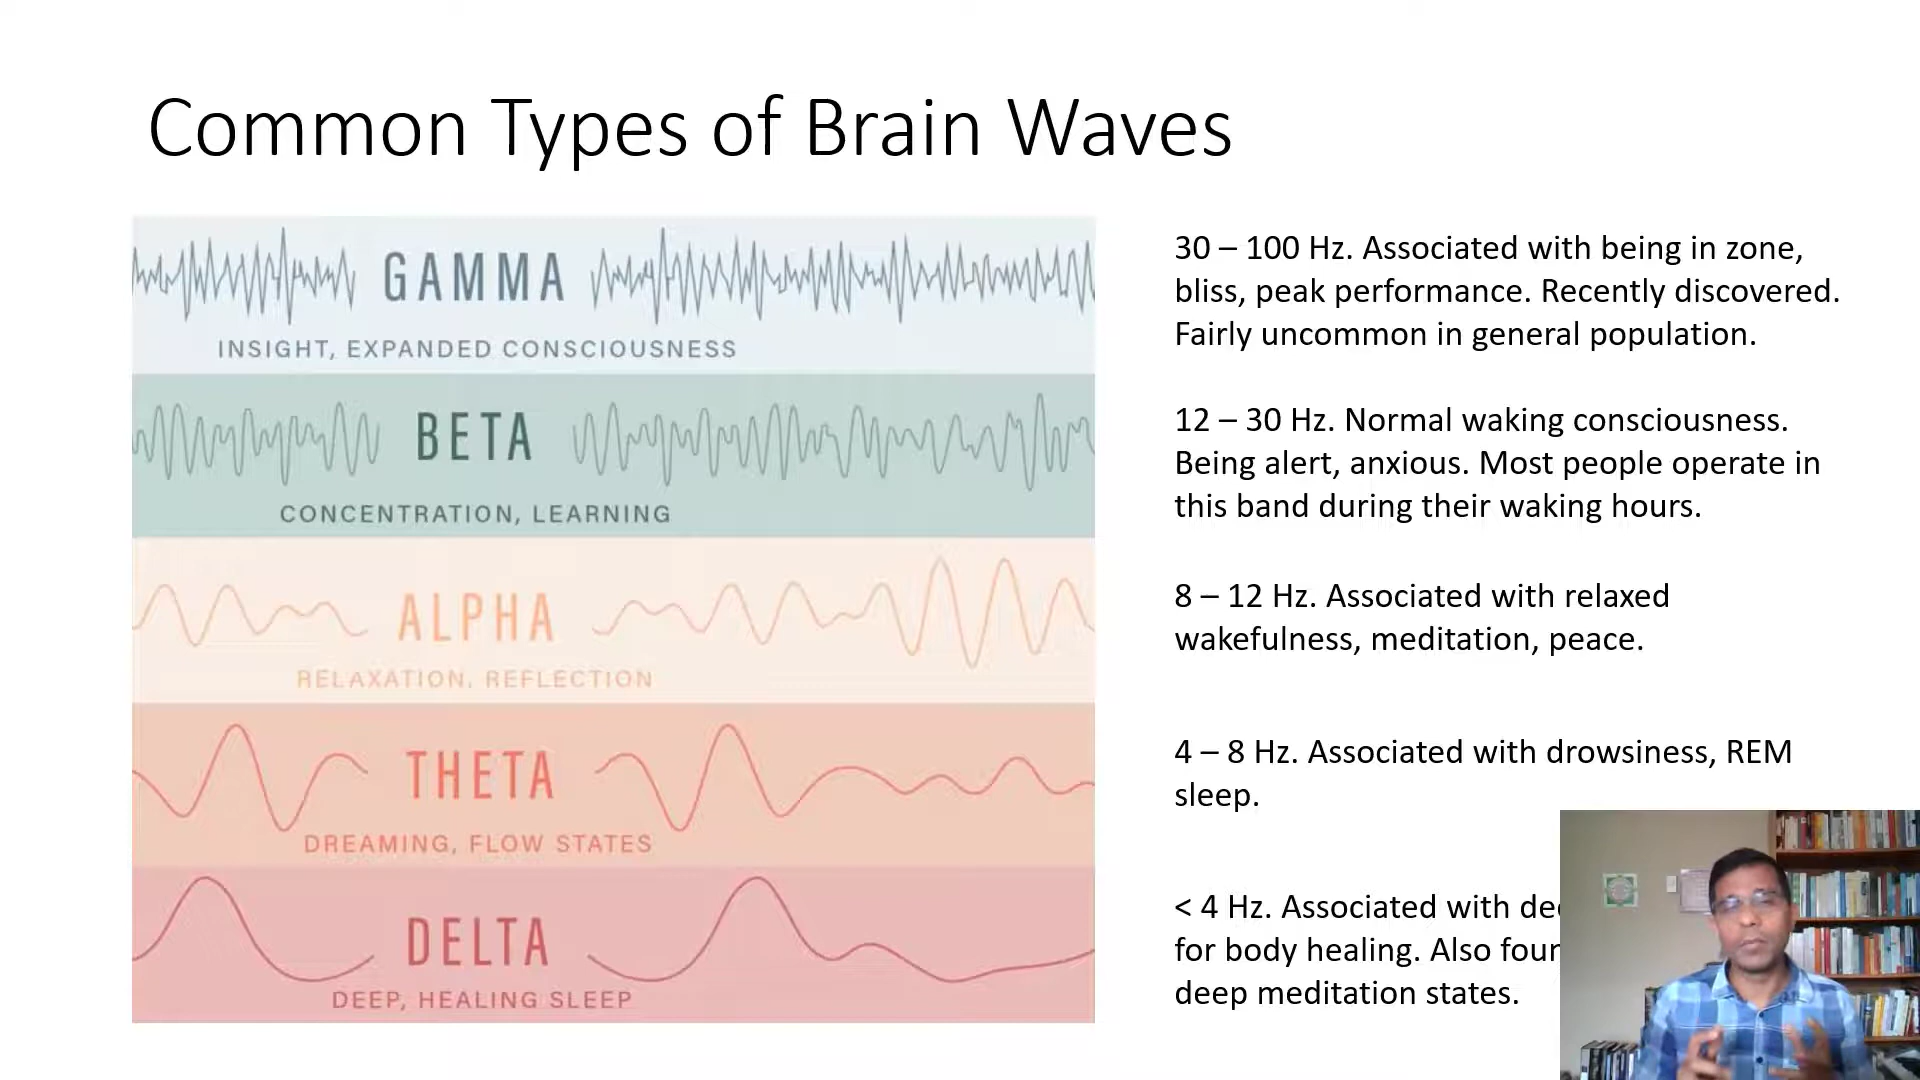 Common Types of Brain Waves
GAMMA
INSIGHT, EXPANDED CONSCIOUSNESS
30 – 100 Hz. Associated with being in zone,
bliss, peak performance. Recently discovered.
Fairly uncommon in general population.
BETA
CONCENTRATION, LEARNING
12 – 30 Hz. Normal waking consciousness.
Being alert, anxious. Most people operate in
this band during their waking hours.
ALPHA
RELAXATION, REFLECTION
8 – 12 Hz. Associated with relaxed
wakefulness, meditation, peace.
THETA
DREAMING, FLOW STATES
4 – 8 Hz. Associated with drowsiness, REM
sleep.
DELTA
DEEP, HEALING SLEEP
< 4 Hz. Associated with
for body healing. Also
deep meditation states.